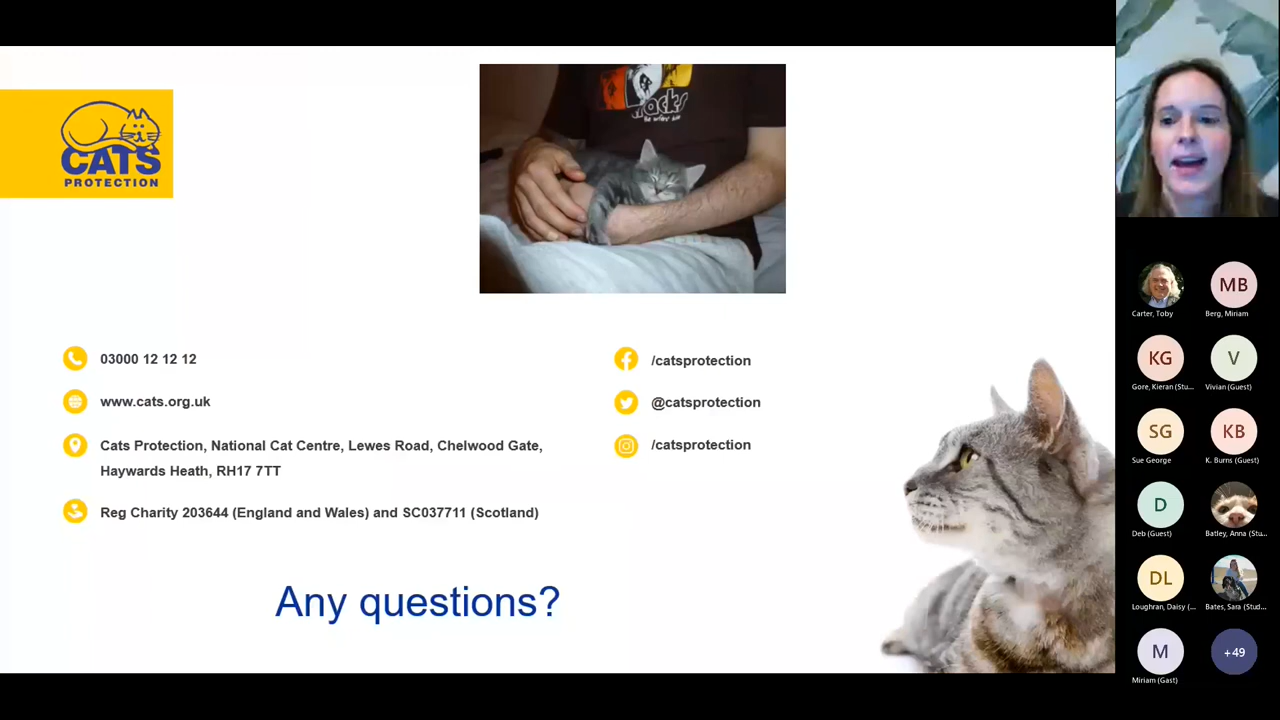 CATS
PROTECTION
03000 12 12 12
www.cats.org.uk
Cats Protection, National Cat Centre, Lewes Road, Chelwood Gate,
Haywards Heath, RH17 7TT
Reg Charity 203644 (England and Wales) and SC037711 (Scotland)
/catsprotection
@catsprotection
/catsprotection
Any questions?
Carter, Toby
MB
Berg, Miriam
KG
Gore, Kieran (Stu...
V
Vivian (Guest)
SG
Sue George
KB
K. Burns (Guest)
D
Deb (Guest)
Batley, Anna (Stu...
DL
Loughran, Daisy (...
Bates, Sara (Stud...
M
Miriam (Gast)
+49